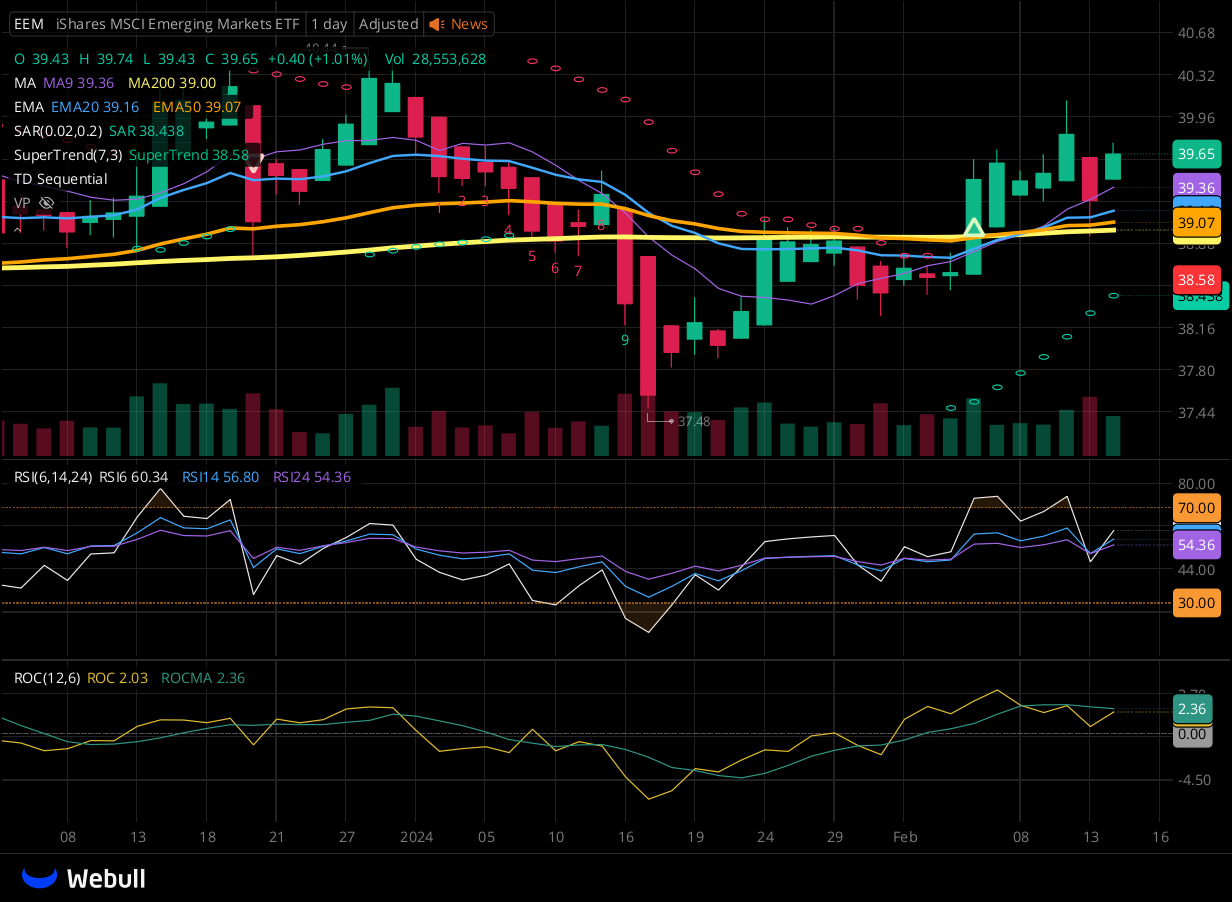 EEM iShares MSCI Emerging Markets ETF 1 day Adjusted News
O 39.43 H 39.74 L 39.43 C 39.65 +0.40 (+1.01%) Vol 28,553,628
MA MA9 39.36 MA200 39.00
EMA EMA20 39.16 EMA50 39.07
SAR(0.02,0.2) SAR 38.438
SuperTrend(7,3) SuperTrend 38.58
TD Sequential
VP
40.68
40.32
39.96
39.65
39.36
39.07
38.58
38.16
37.80
37.44
2 3 4 5 6 7 8 9
37.48
RSI(6,14,24) RSI6 60.34 RSI14 56.80 RSI24 54.36
80.00
70.00
54.36
44.00
30.00
ROC(12,6) ROC 2.03 ROCMA 2.36
2.36
0.00
-4.50
08 13 18 21 27 2024 05 10 16 19 24 29 Feb 08 13 16
Webull